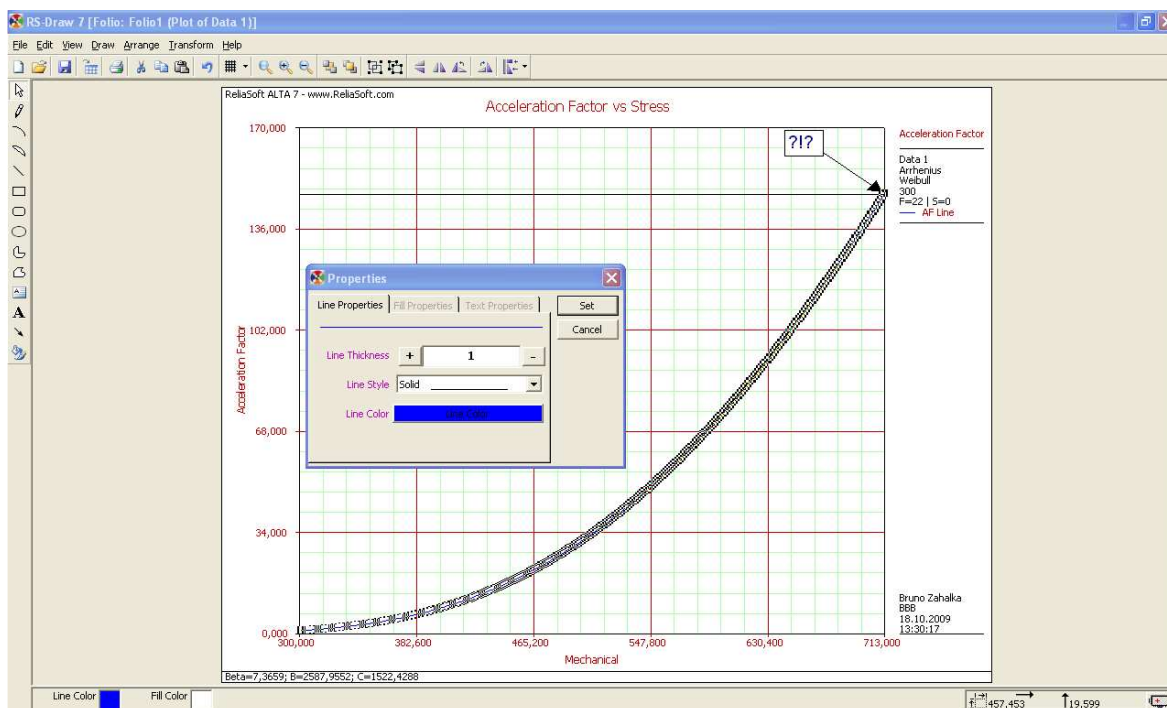 RS-Draw 7 [Folio: Folio1 (Plot of Data 1)]
File Edit View Draw Arrange Transform Help
ReliaSoft ALTA 7 - www.ReliaSoft.com
Acceleration Factor vs Stress
170,000
136,000
102,000
68,000
34,000
0,000
Acceleration Factor
300,000 382,600 465,200 547,800 630,400 713,000
Mechanical
?!?
Acceleration Factor
Data 1
Arrhenius
Weibull
300
F=22 | S=0
AF Line
Properties
Line Properties Fill Properties Text Properties
Set
Cancel
Line Thickness + 1 -
Line Style Solid
Line Color Line Color
Bruno Zahalka
BBB
18.10.2009
13:30:17
Beta=7,3659; B=2587,9552; C=1522,4288
Line Color Fill Color
457,453 19,599